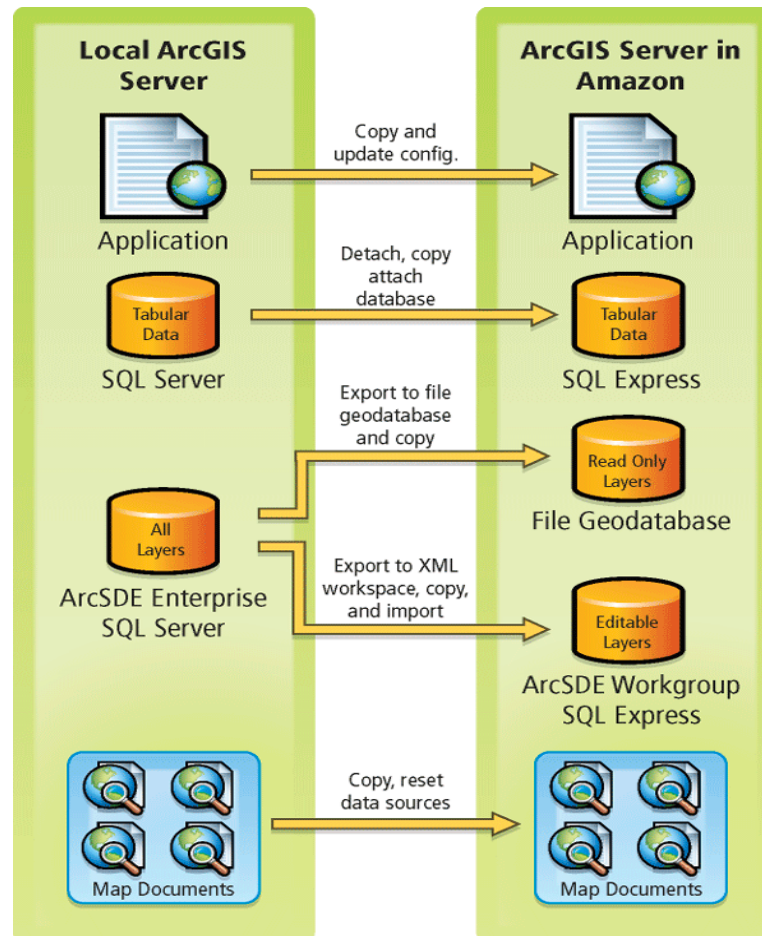 Local ArcGIS
Server
ArcGIS Server in
Amazon
Copy and
update config.
Application
Application
Detach, copy
attach
database
Tabular
Data
SQL Server
Tabular
Data
SQL Express
Export to file
geodatabase
and copy
Read Only
Layers
File Geodatabase
All
Layers
ArcSDE Enterprise
SQL Server
Export to XML
workspace, copy,
and import
Editable
Layers
ArcSDE Workgroup
SQL Express
Copy, reset
data sources
Map Documents
Map Documents